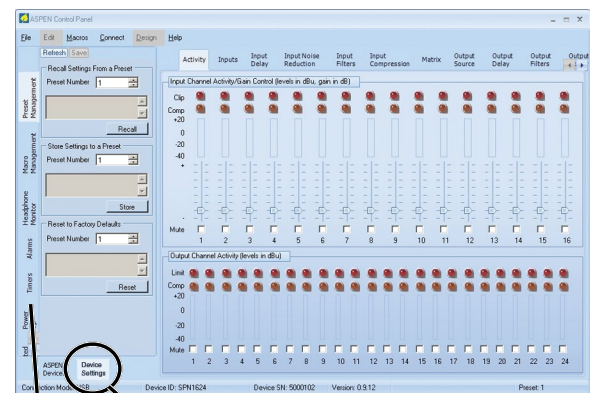 ASPEN Control Panel
File Edit Macros Connect Design Help
Refresh Save
Recall Settings From a Preset
Preset Number 1
Recall
Store Settings to a Preset
Preset Number 1
Store
Reset to Factory Defaults
Preset Number 1
Reset
Preset Management
Macro Management
Headphone Monitor
Alarms
Timers
Power
ASPEN Device
Device Settings
Activity Inputs Input Delay Input Noise Reduction Input Filters Input Compression Matrix Output Source Output Delay Output Filters Output
Input Channel Activity/Gain Control (levels in dBu, gain in dB)
Clip
Comp
+20
0
-20
-40
+
-
Mute
1 2 3 4 5 6 7 8 9 10 11 12 13 14 15 16
Output Channel Activity (levels in dBu)
Limit
Comp
+20
0
-20
-40
Mute
1 2 3 4 5 6 7 8 9 10 11 12 13 14 15 16 17 18 19 20 21 22 23 24
USB Device ID: SPN1624 Device SN: 5000102 Version: 0.9.12 Preset: 1